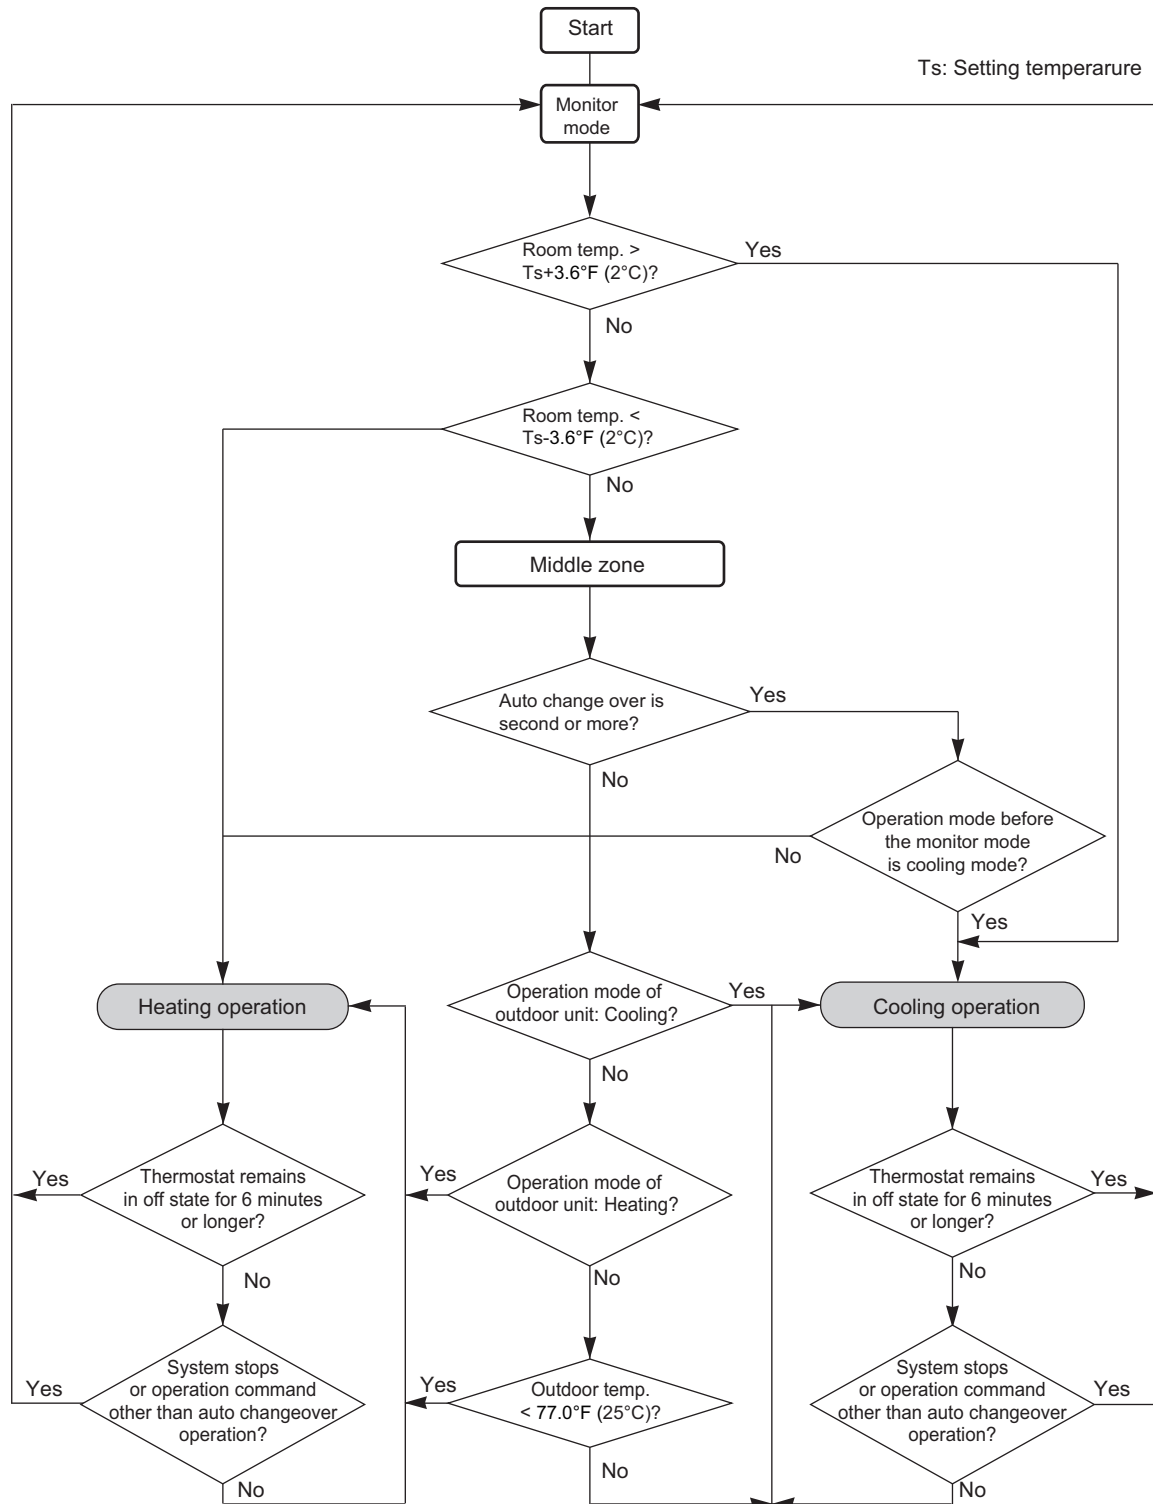 Start
Ts: Setting temperarure
Monitor
mode
Room temp. >
Ts+3.6°F (2°C)?
Yes
No
Room temp. <
Ts-3.6°F (2°C)?
No
Middle zone
Auto change over is
second or more?
Yes
No
Operation mode before
the monitor mode
is cooling mode?
No
Yes
Heating operation
Operation mode of
outdoor unit: Cooling?
Yes
Cooling operation
No
Yes
Thermostat remains
in off state for 6 minutes
or longer?
No
Yes
Operation mode of
outdoor unit: Heating?
No
Thermostat remains
in off state for 6 minutes
or longer?
Yes
No
Yes
System stops
or operation command
other than auto changeover
operation?
No
Yes
Outdoor temp.
< 77.0°F (25°C)?
No
System stops
or operation command
other than auto changeover
operation?
Yes
No